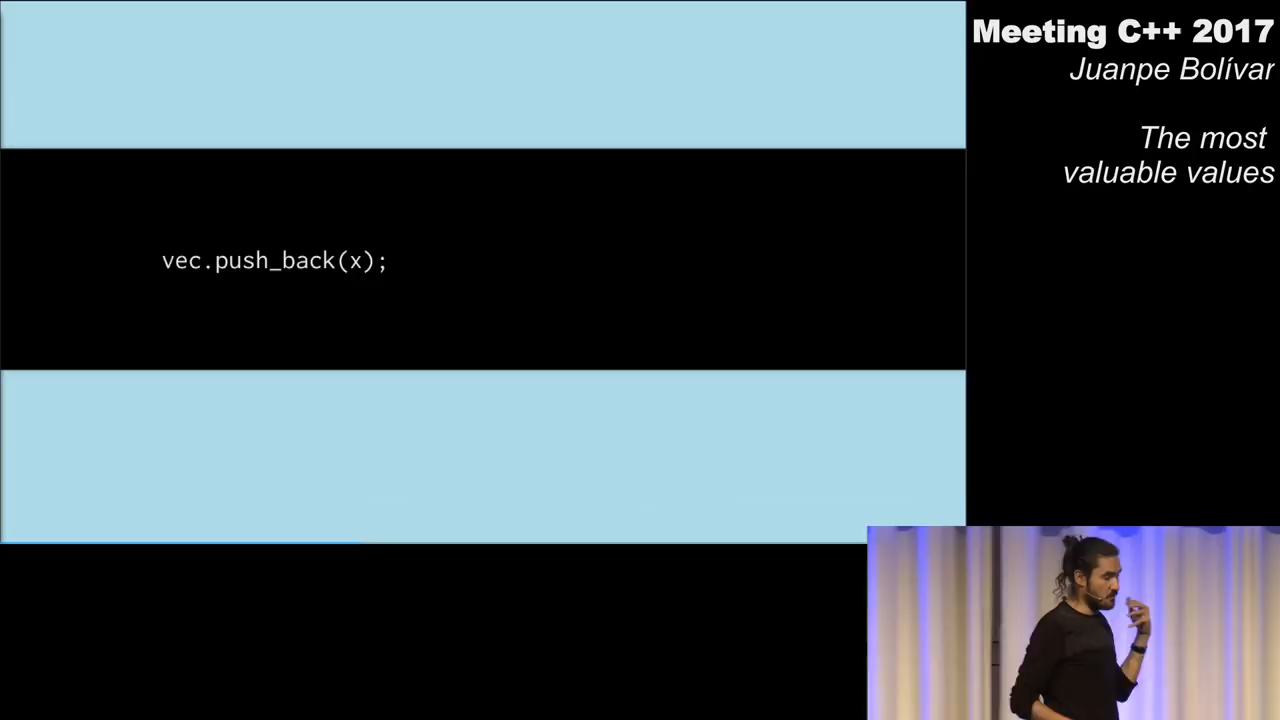 Meeting C++ 2017
Juanpe Bolívar
The most
valuable values
vec.push_back(x);